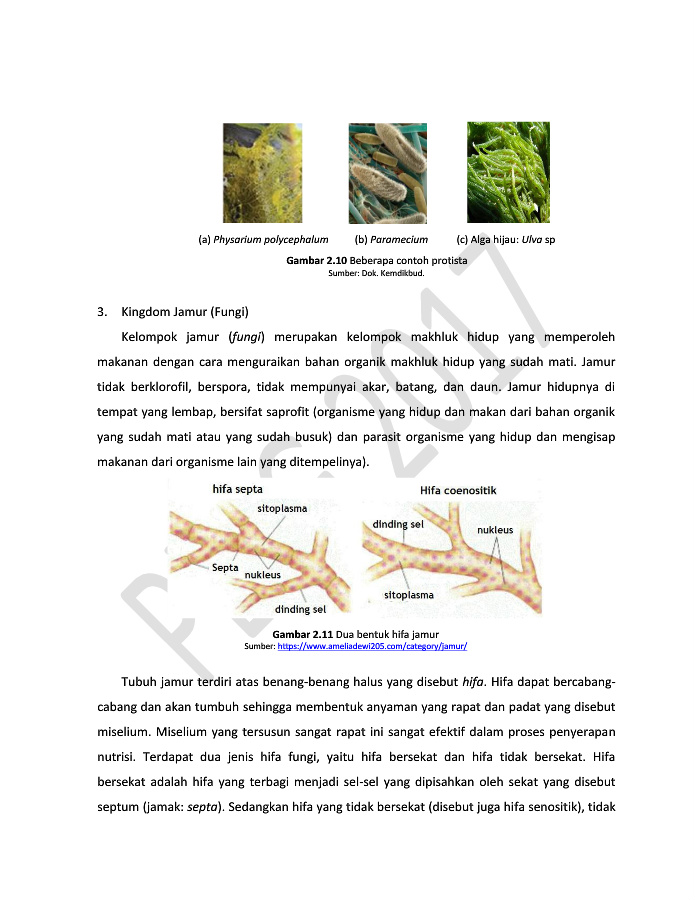 (a) Physarium polycephalum (b) Paramecium (c) Alga hijau: Ulva sp
Gambar 2.10 Beberapa contoh protista
Sumber: Dok. Kemdikbud.
3. Kingdom Jamur (Fungi)
Kelompok jamur (fungi) merupakan kelompok makhluk hidup yang memperoleh
makanan dengan cara menguraikan bahan organik makhluk hidup yang sudah mati. Jamur
tidak berklorofil, berspora, tidak mempunyai akar, batang, dan daun. Jamur hidupnya di
tempat yang lembap, bersifat saprofit (organisme yang hidup dan makan dari bahan organik
yang sudah mati atau yang sudah busuk) dan parasit organisme yang hidup dan mengisap
makanan dari organisme lain yang ditempelinya).
hifa septa
sitoplasma
Septa
nukleus
dinding sel
Hifa coenositik
dinding sel
nukleus
sitoplasma
Gambar 2.11 Dua bentuk hifa jamur
Sumber: https://www.ameliadewi205.com/category/jamur/
Tubuh jamur terdiri atas benang-benang halus yang disebut hifa. Hifa dapat bercabang-
cabang dan akan tumbuh sehingga membentuk anyaman yang rapat dan padat yang disebut
miselium. Miselium yang tersusun sangat rapat ini sangat efektif dalam proses penyerapan
nutrisi. Terdapat dua jenis hifa fungi, yaitu hifa bersekat dan hifa tidak bersekat. Hifa
bersekat adalah hifa yang terbagi menjadi sel-sel yang dipisahkan oleh sekat yang disebut
septum (jamak: septa). Sedangkan hifa yang tidak bersekat (disebut juga hifa senositik), tidak
2017